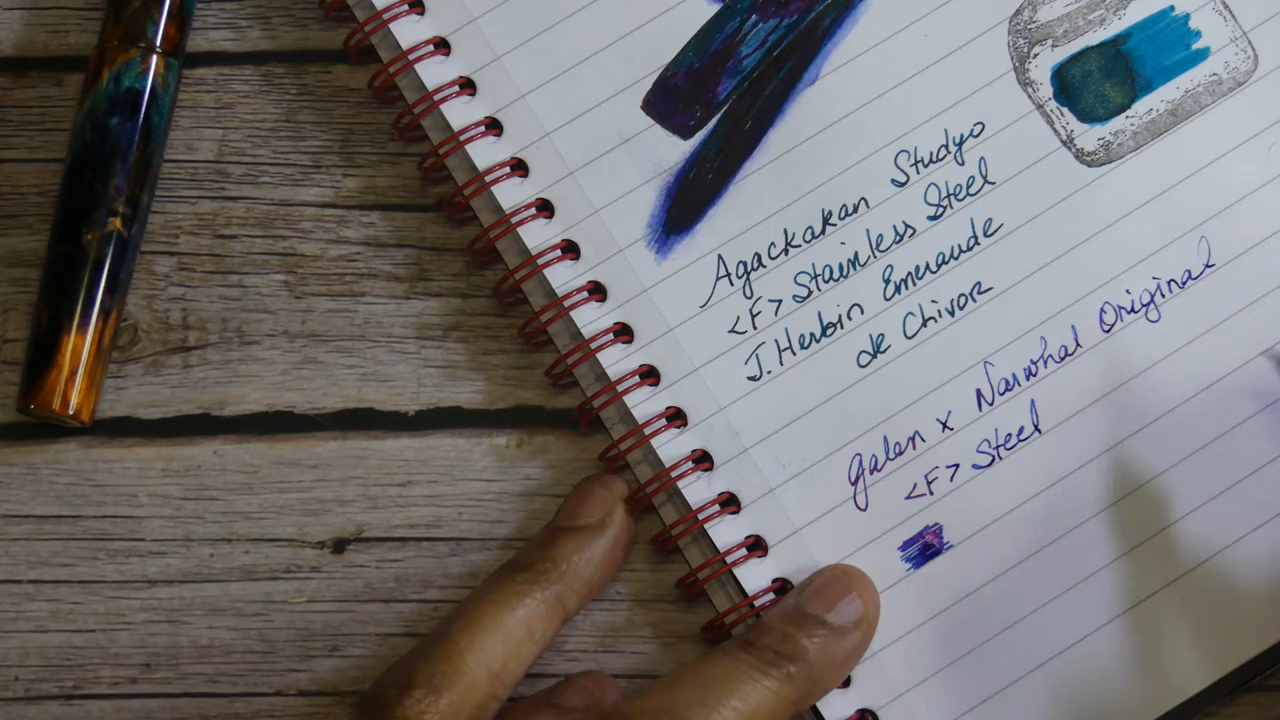 Agackakan Studyo
<F> Stainless Steel
J. Herbin Emeraude
de Chivor
Galen x Narwhal Original
<F> Steel